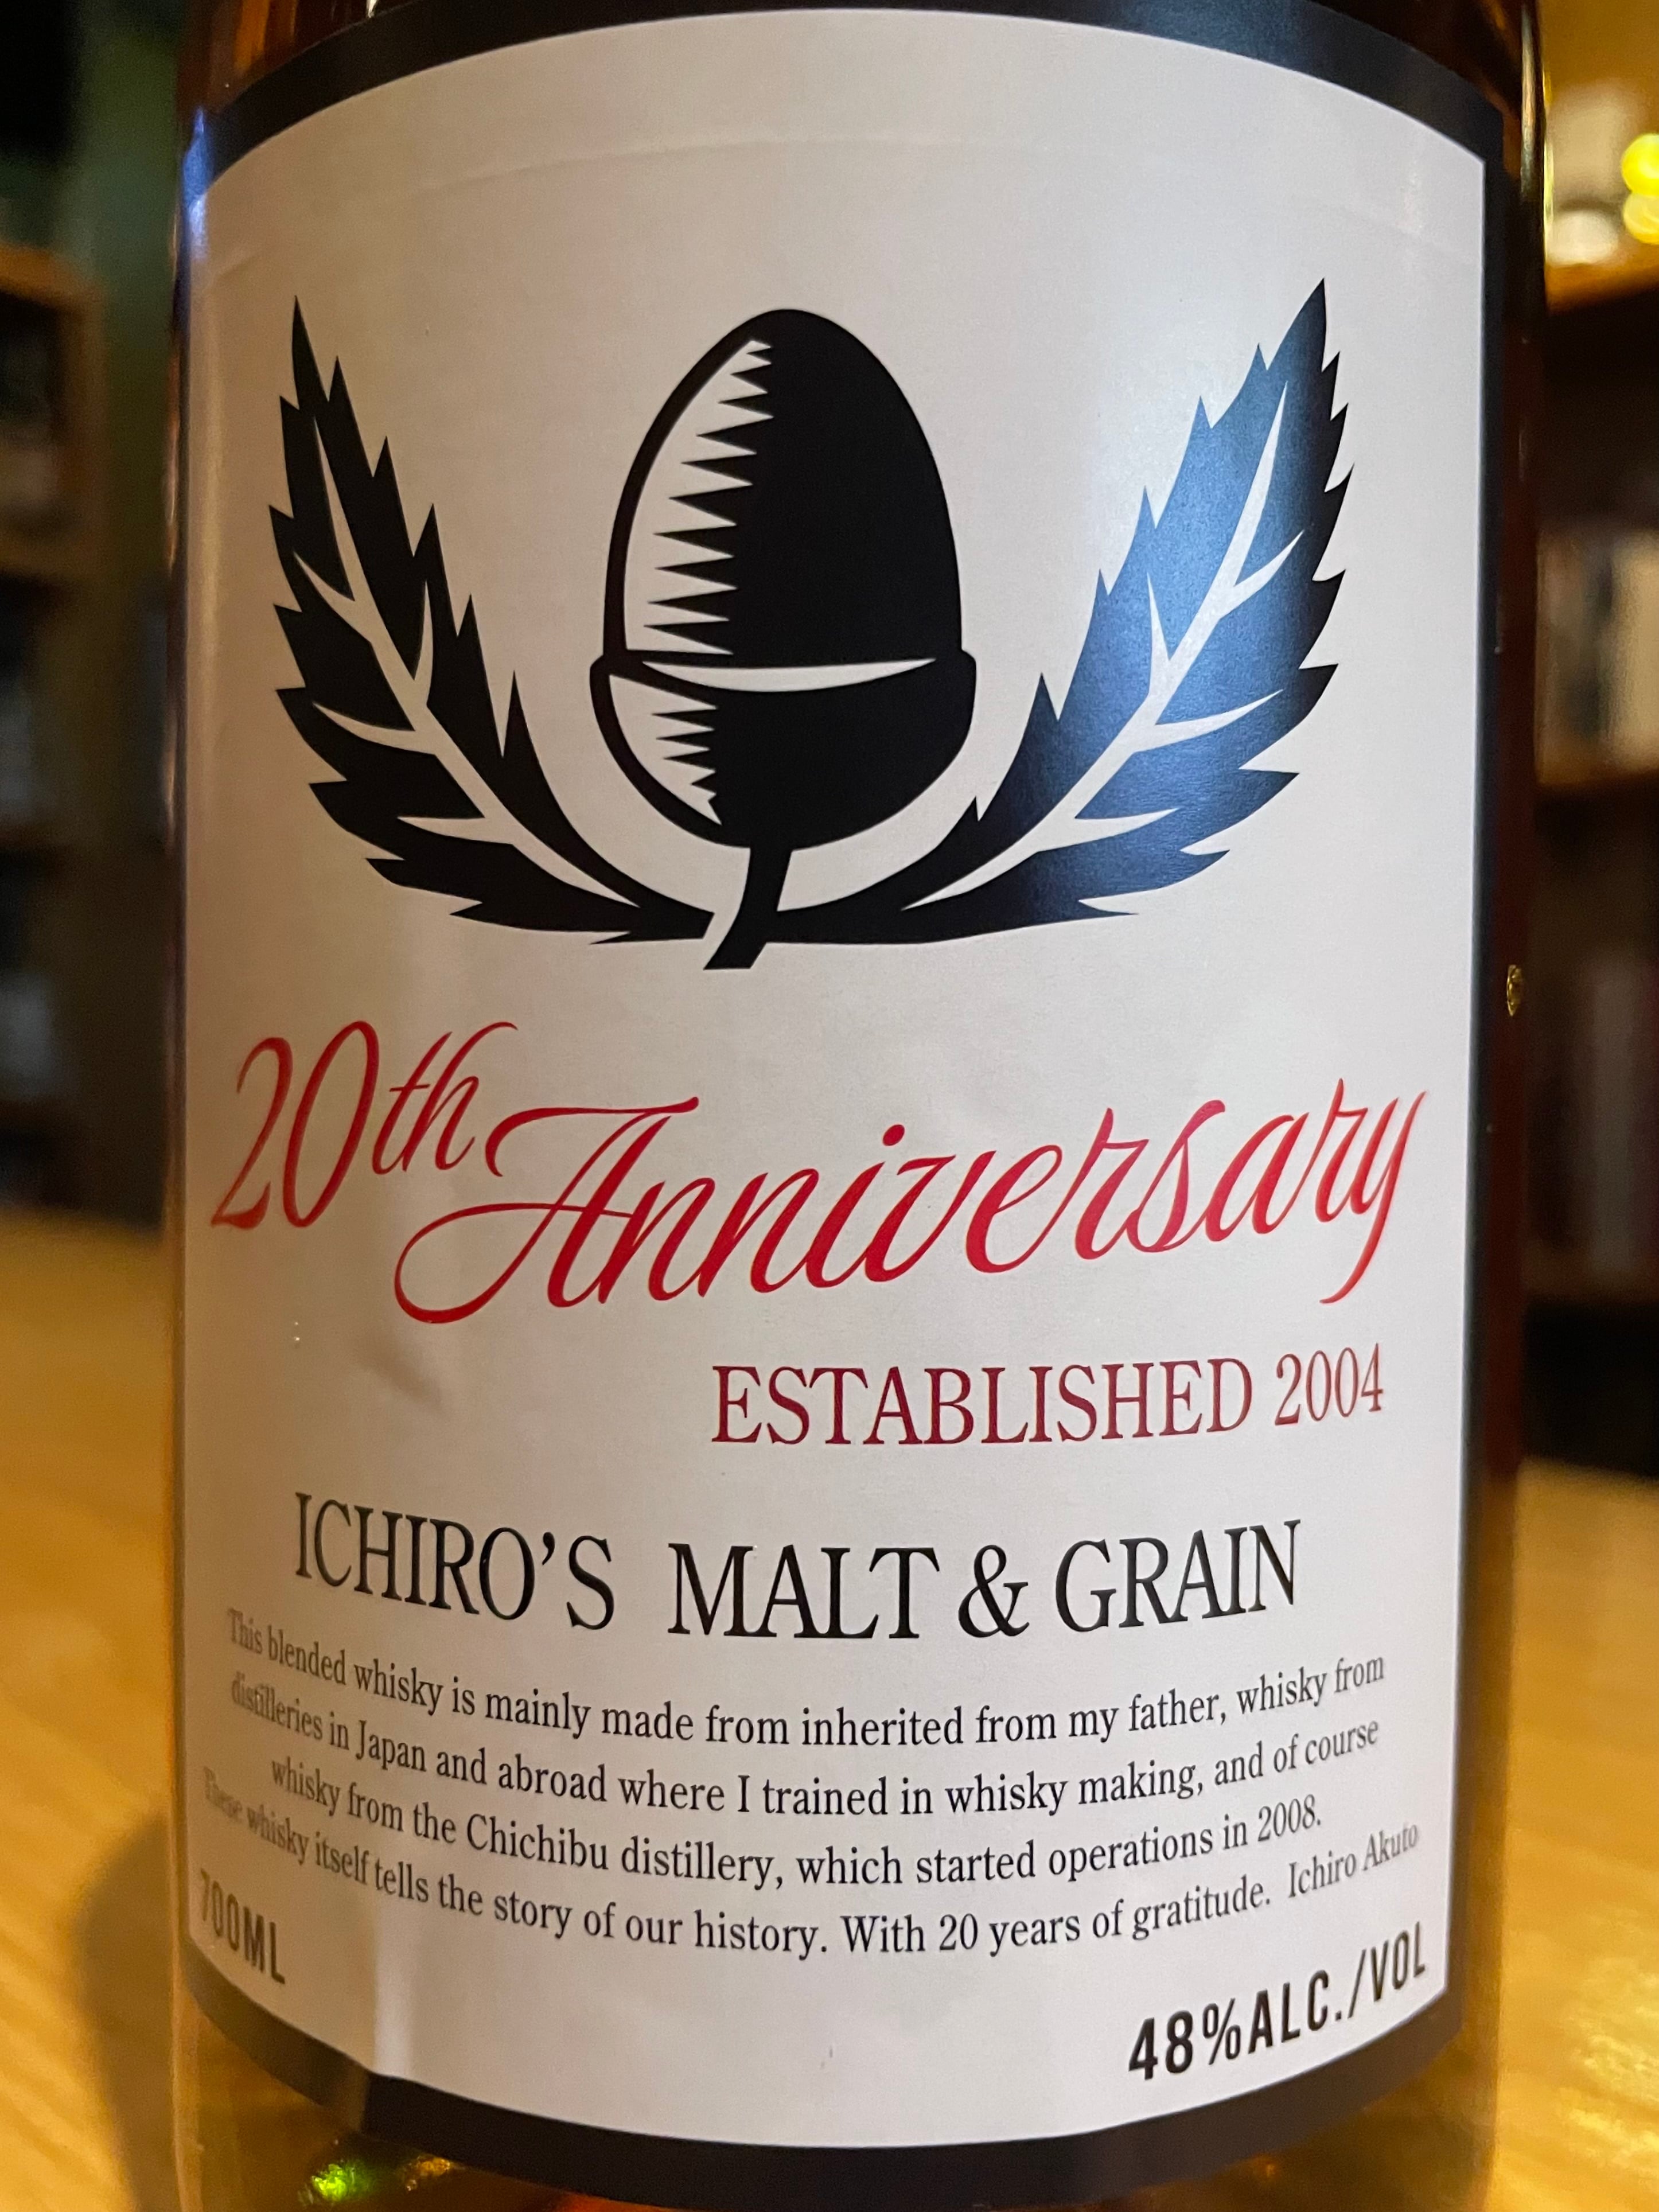 20th Anniversary
ESTABLISHED 2004
ICHIRO'S MALT & GRAIN
This blended whisky is mainly made from inherited from my father, whisky from
distilleries in Japan and abroad where I trained in whisky making, and of course
whisky from the Chichibu distillery, which started operations in 2008.
These whisky itself tells the story of our history. With 20 years of gratitude. Ichiro Akuto
700ML
48%ALC./VOL